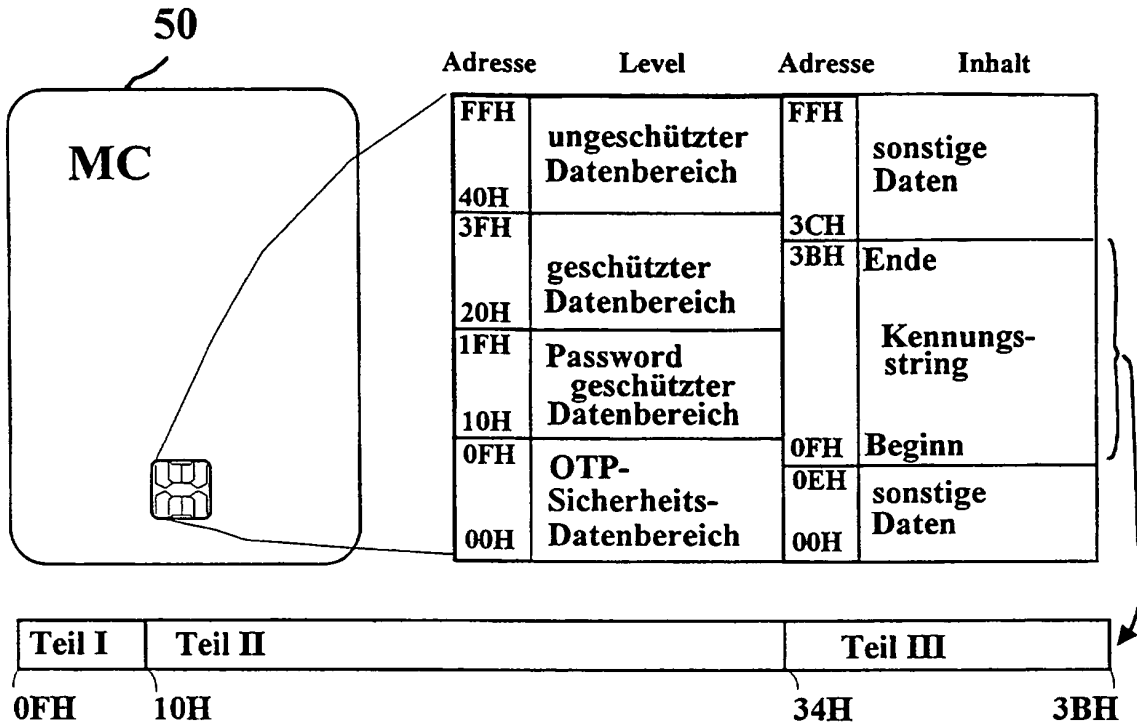 50
MC
Adresse Level Adresse Inhalt
FFH
ungeschützter
Datenbereich
40H
3FH
geschützter
Datenbereich
20H
1FH
Password
geschützter
Datenbereich
10H
0FH
OTP-
Sicherheits-
Datenbereich
00H
FFH
sonstige
Daten
3CH
3BH Ende
Kennungs-
string
0FH Beginn
0EH
sonstige
Daten
00H
Teil I Teil II Teil III
0FH 10H 34H 3BH